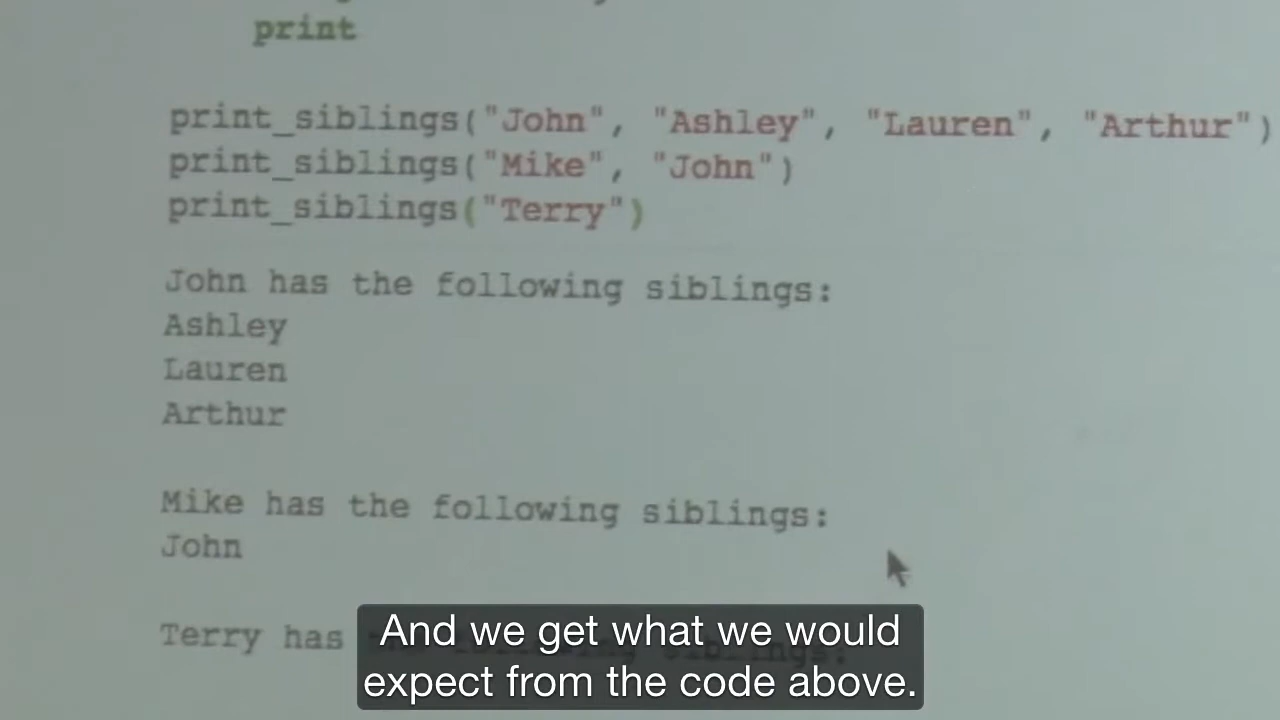 print
print_siblings("John", "Ashley", "Lauren", "Arthur")
print_siblings("Mike", "John")
print_siblings("Terry")
John has the following siblings:
Ashley
Lauren
Arthur
Mike has the following siblings:
John
Terry has
And we get what we would
expect from the code above.